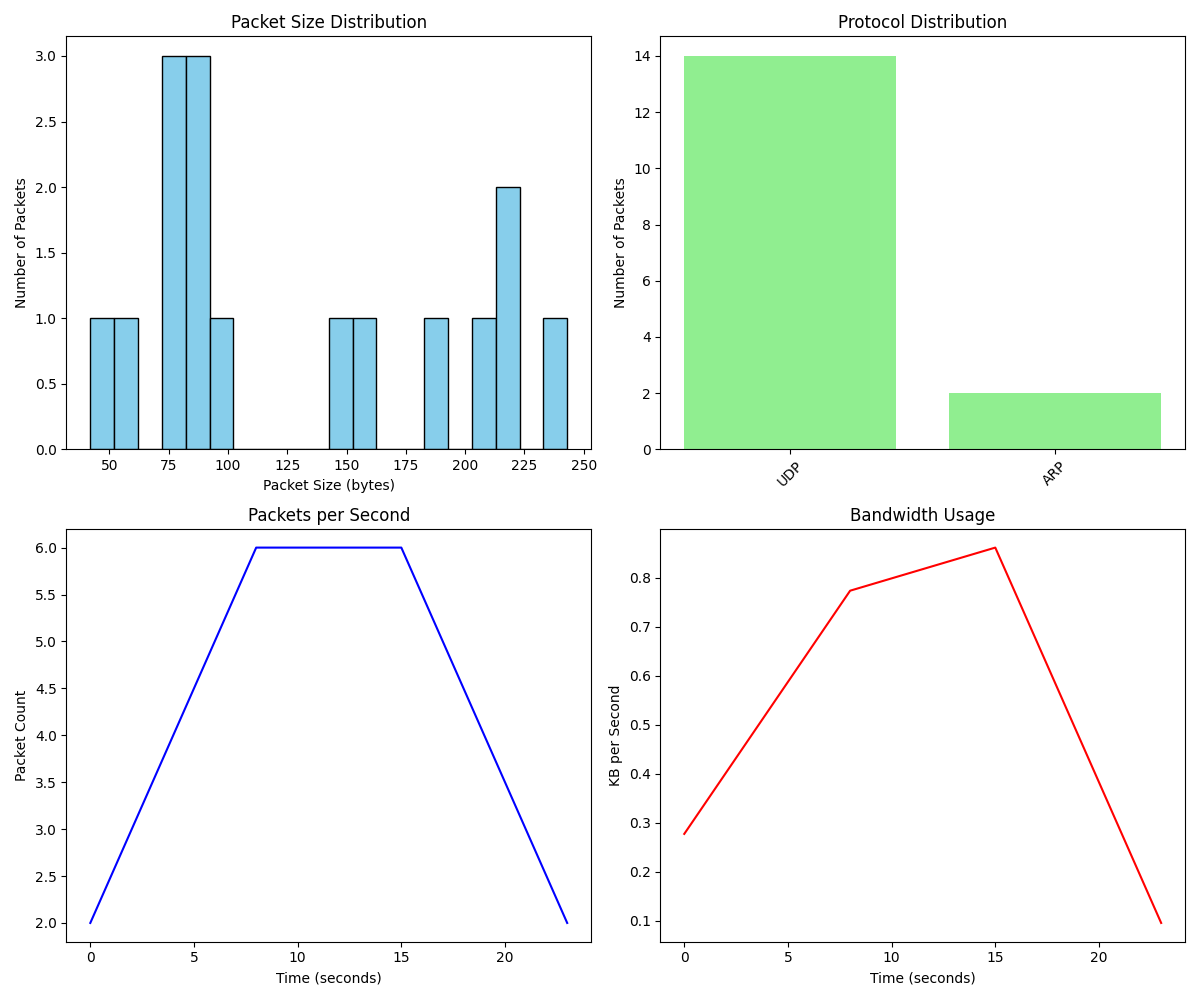 Packet Size Distribution
Number of Packets
3.0
2.5
2.0
1.5
1.0
0.5
0.0
50 75 100 125 150 175 200 225 250
Packet Size (bytes)
Protocol Distribution
Number of Packets
14
12
10
8
6
4
2
0
UDP ARP
Packets per Second
Packet Count
6.0
5.5
5.0
4.5
4.0
3.5
3.0
2.5
2.0
0 5 10 15 20
Time (seconds)
Bandwidth Usage
KB per Second
0.8
0.7
0.6
0.5
0.4
0.3
0.2
0.1
0 5 10 15 20
Time (seconds)